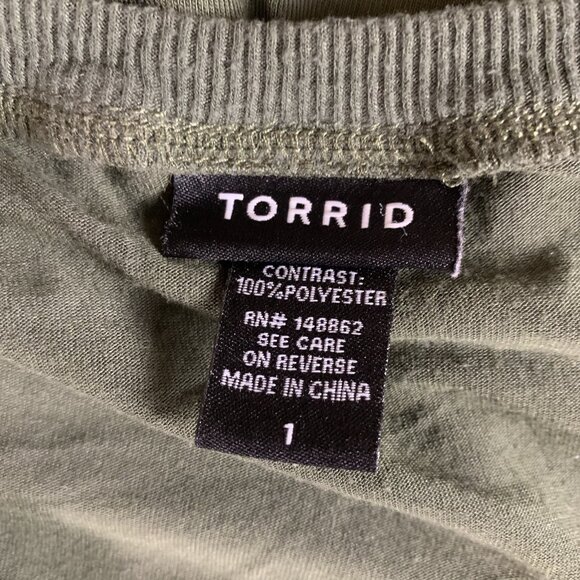 TORRID
CONTRAST:
100%POLYESTER
RN# 148862
SEE CARE
ON REVERSE
MADE IN CHINA
1